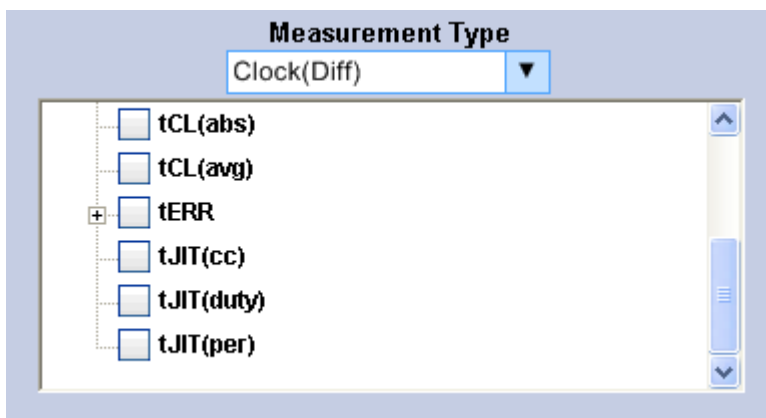 Measurement Type
Clock(Diff)
tCL(abs)
tCL(avg)
tERR
tJIT(cc)
tJIT(duty)
tJIT(per)